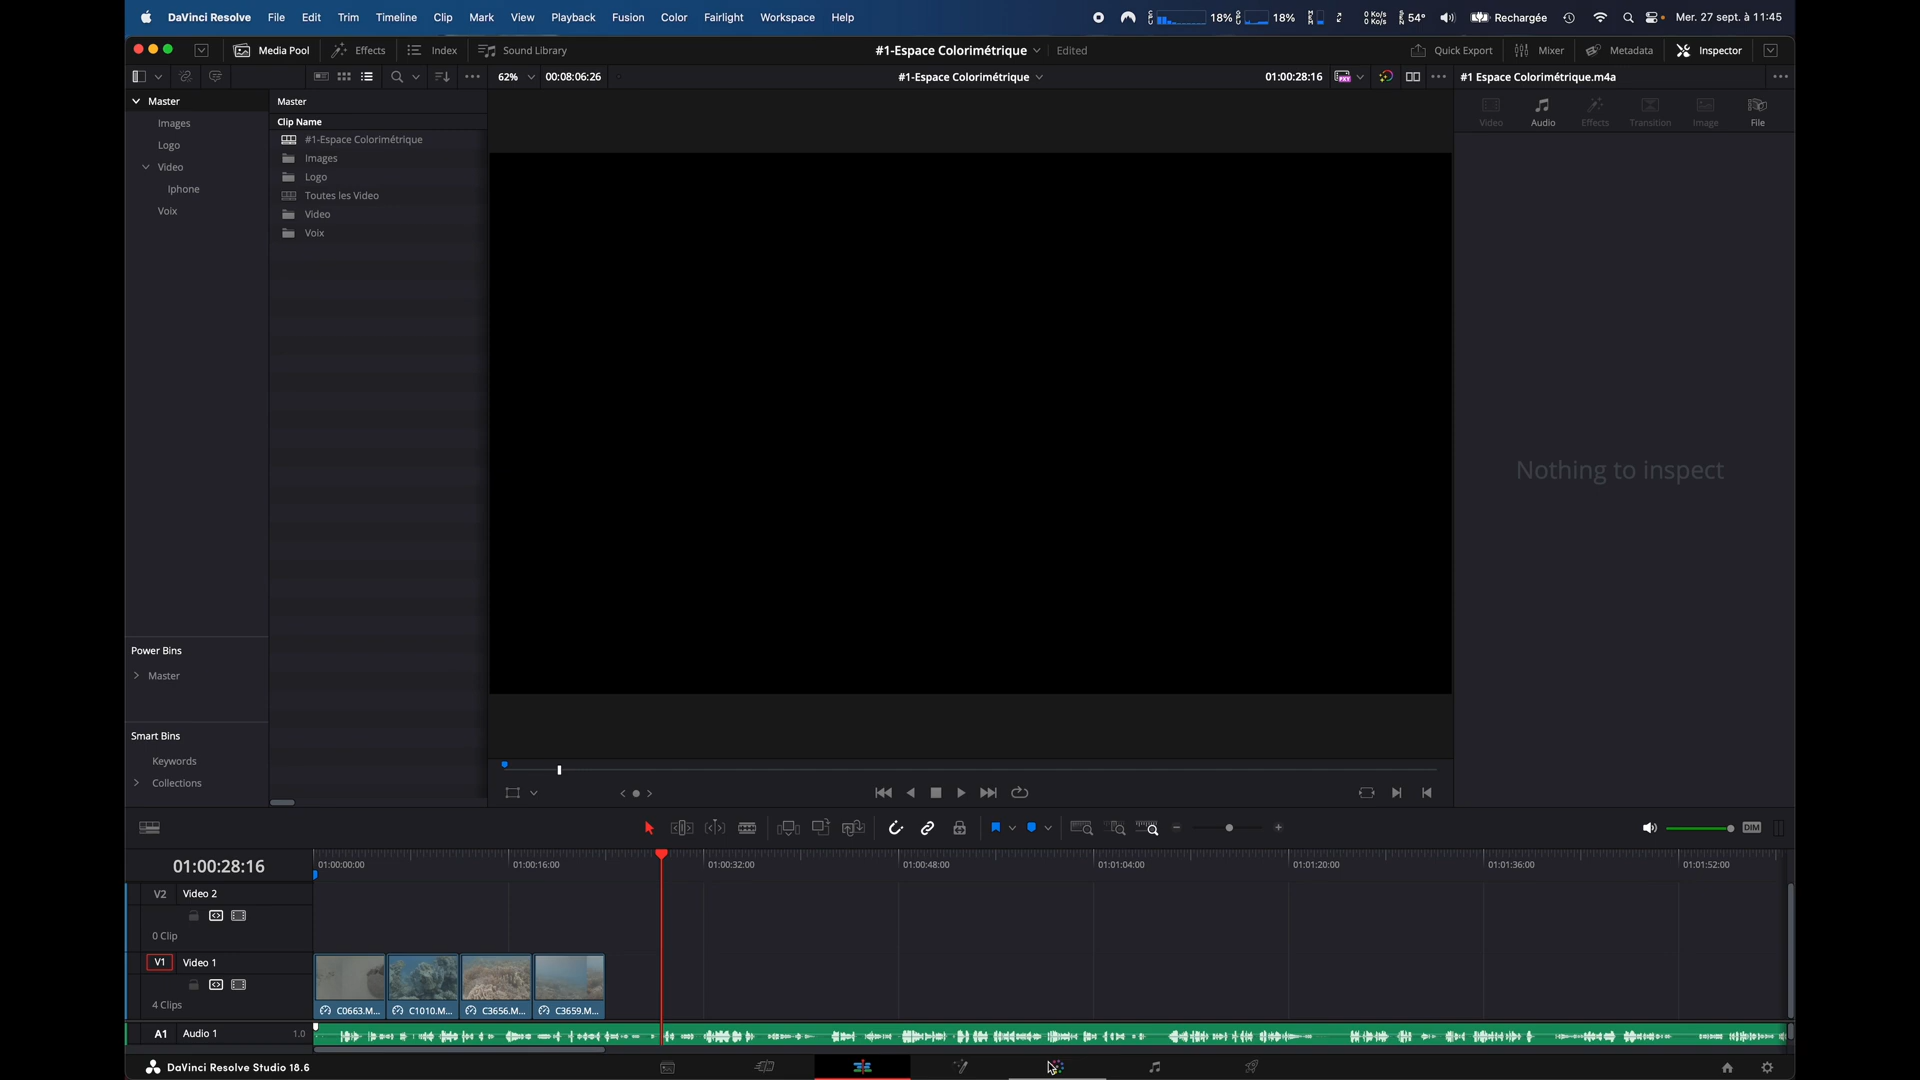 DaVinci Resolve File Edit Trim Timeline Clip Mark View Playback Fusion Color Fairlight Workspace Help 18% 18% 0 Ko/s 0 Ko/s 54° Rechargée Mer. 27 sept. à 11:45
Media Pool Effects Index Sound Library #1-Espace Colorimétrique Edited Quick Export Mixer Metadata Inspector
62% 00:08:06:26 #1-Espace Colorimétrique 01:00:28:16 #1 Espace Colorimétrique.m4a
Master
Images
Logo
Video
Iphone
Voix
Master
Clip Name
#1-Espace Colorimétrique
Images
Logo
Toutes les Video
Video
Voix
Video Audio Effects Transition Image File
Nothing to inspect
Power Bins
Master
Smart Bins
Keywords
Collections
DIM
01:00:28:16 01:00:00:00 01:00:16:00 01:00:32:00 01:00:48:00 01:01:04:00 01:01:20:00 01:01:36:00 01:01:52:00
V2 Video 2
0 Clip
V1 Video 1
4 Clips
C0663.M... C1010.M... C3656.M... C3659.M...
A1 Audio 1 1.0
DaVinci Resolve Studio 18.6